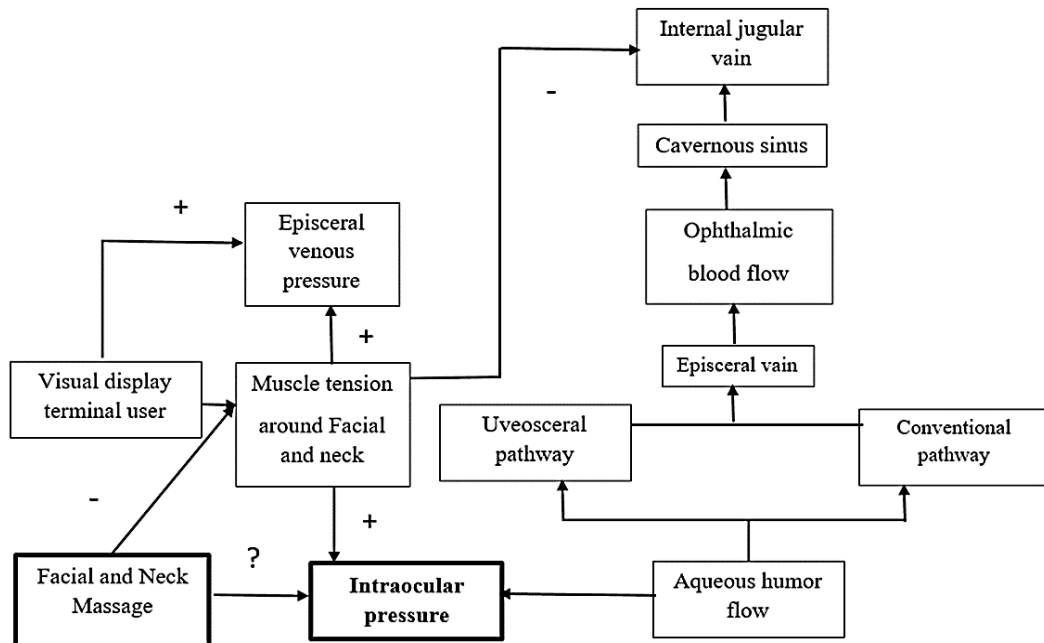 Internal jugular
vain
-
Cavernous sinus
+
Episceral
venous
pressure
Ophthalmic
blood flow
+
Episceral vain
Visual display
terminal user
Muscle tension
around Facial
and neck
Uveosceral
pathway
Conventional
pathway
-
+
?
Facial and Neck
Massage
Intraocular
pressure
Aqueous humor
flow